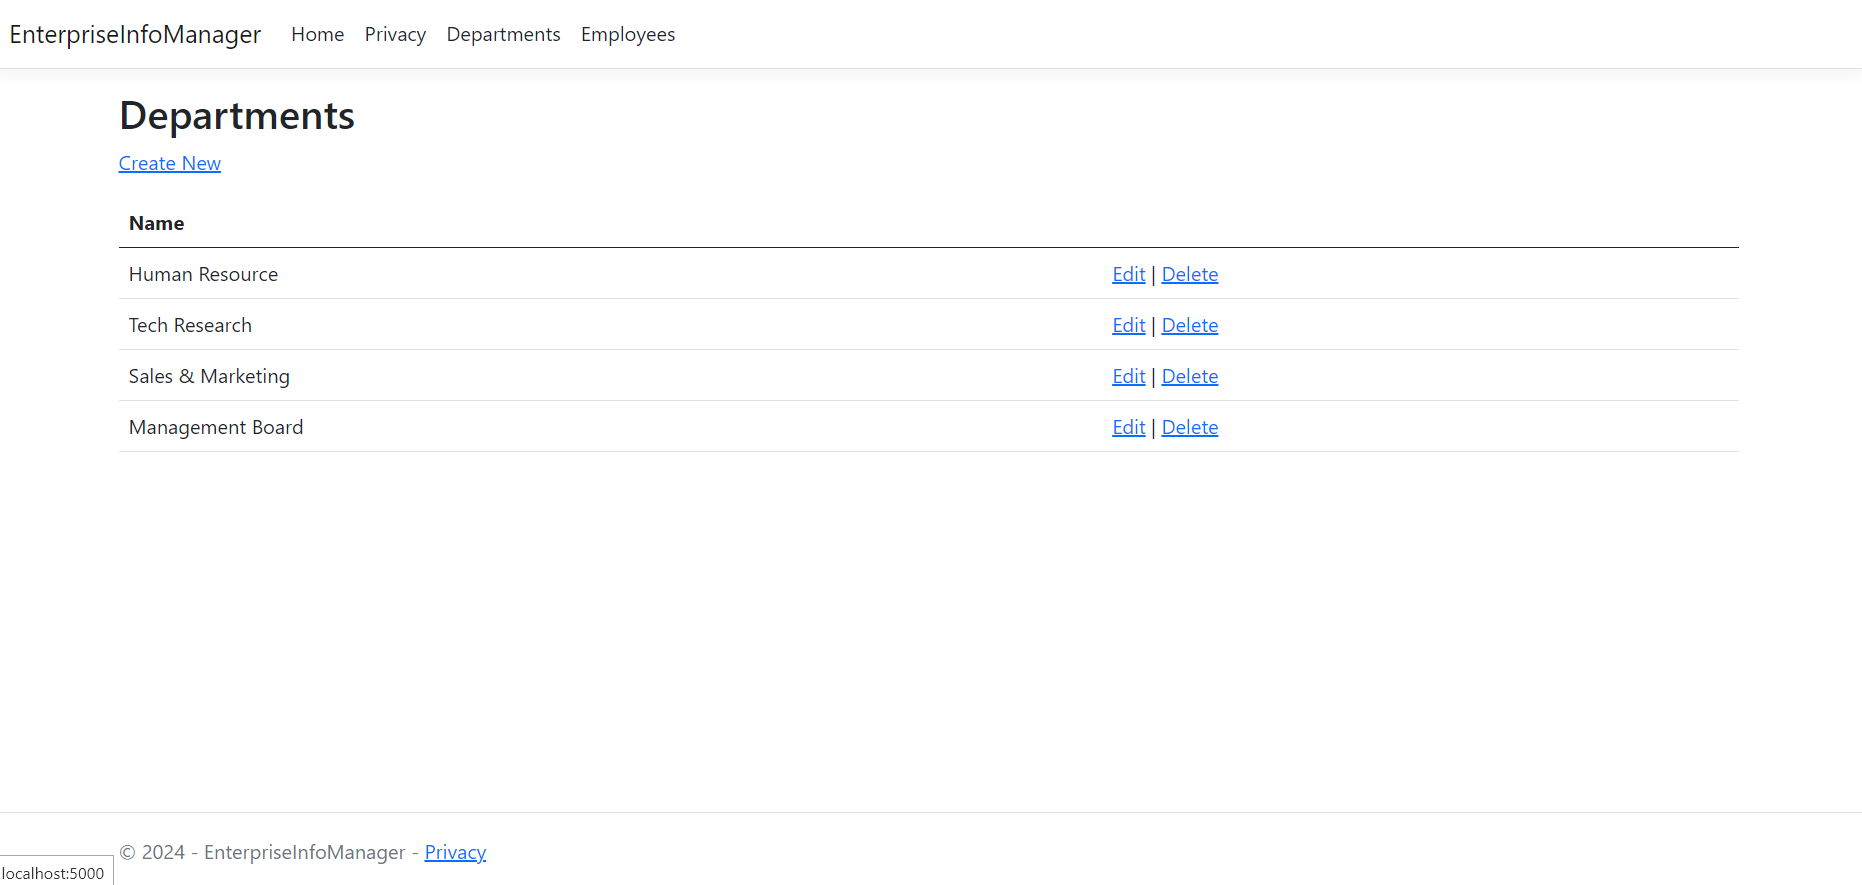 EnterpriseInfoManager Home Privacy Departments Employees
Departments
Create New
Name
Human Resource Edit | Delete
Tech Research Edit | Delete
Sales & Marketing Edit | Delete
Management Board Edit | Delete
© 2024 - EnterpriseInfoManager - Privacy
localhost:5000